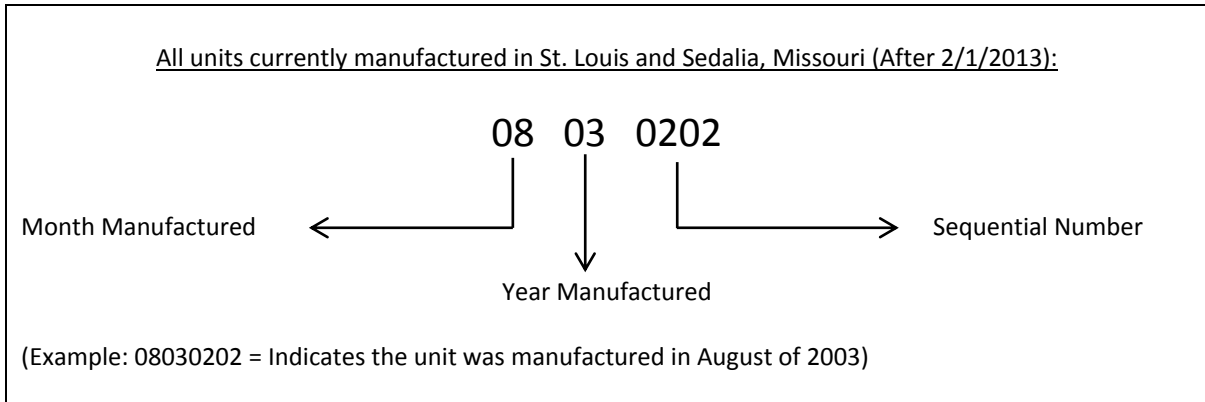 All units currently manufactured in St. Louis and Sedalia, Missouri (After 2/1/2013):
08 03 0202
Month Manufactured
Sequential Number
Year Manufactured
(Example: 08030202 = Indicates the unit was manufactured in August of 2003)